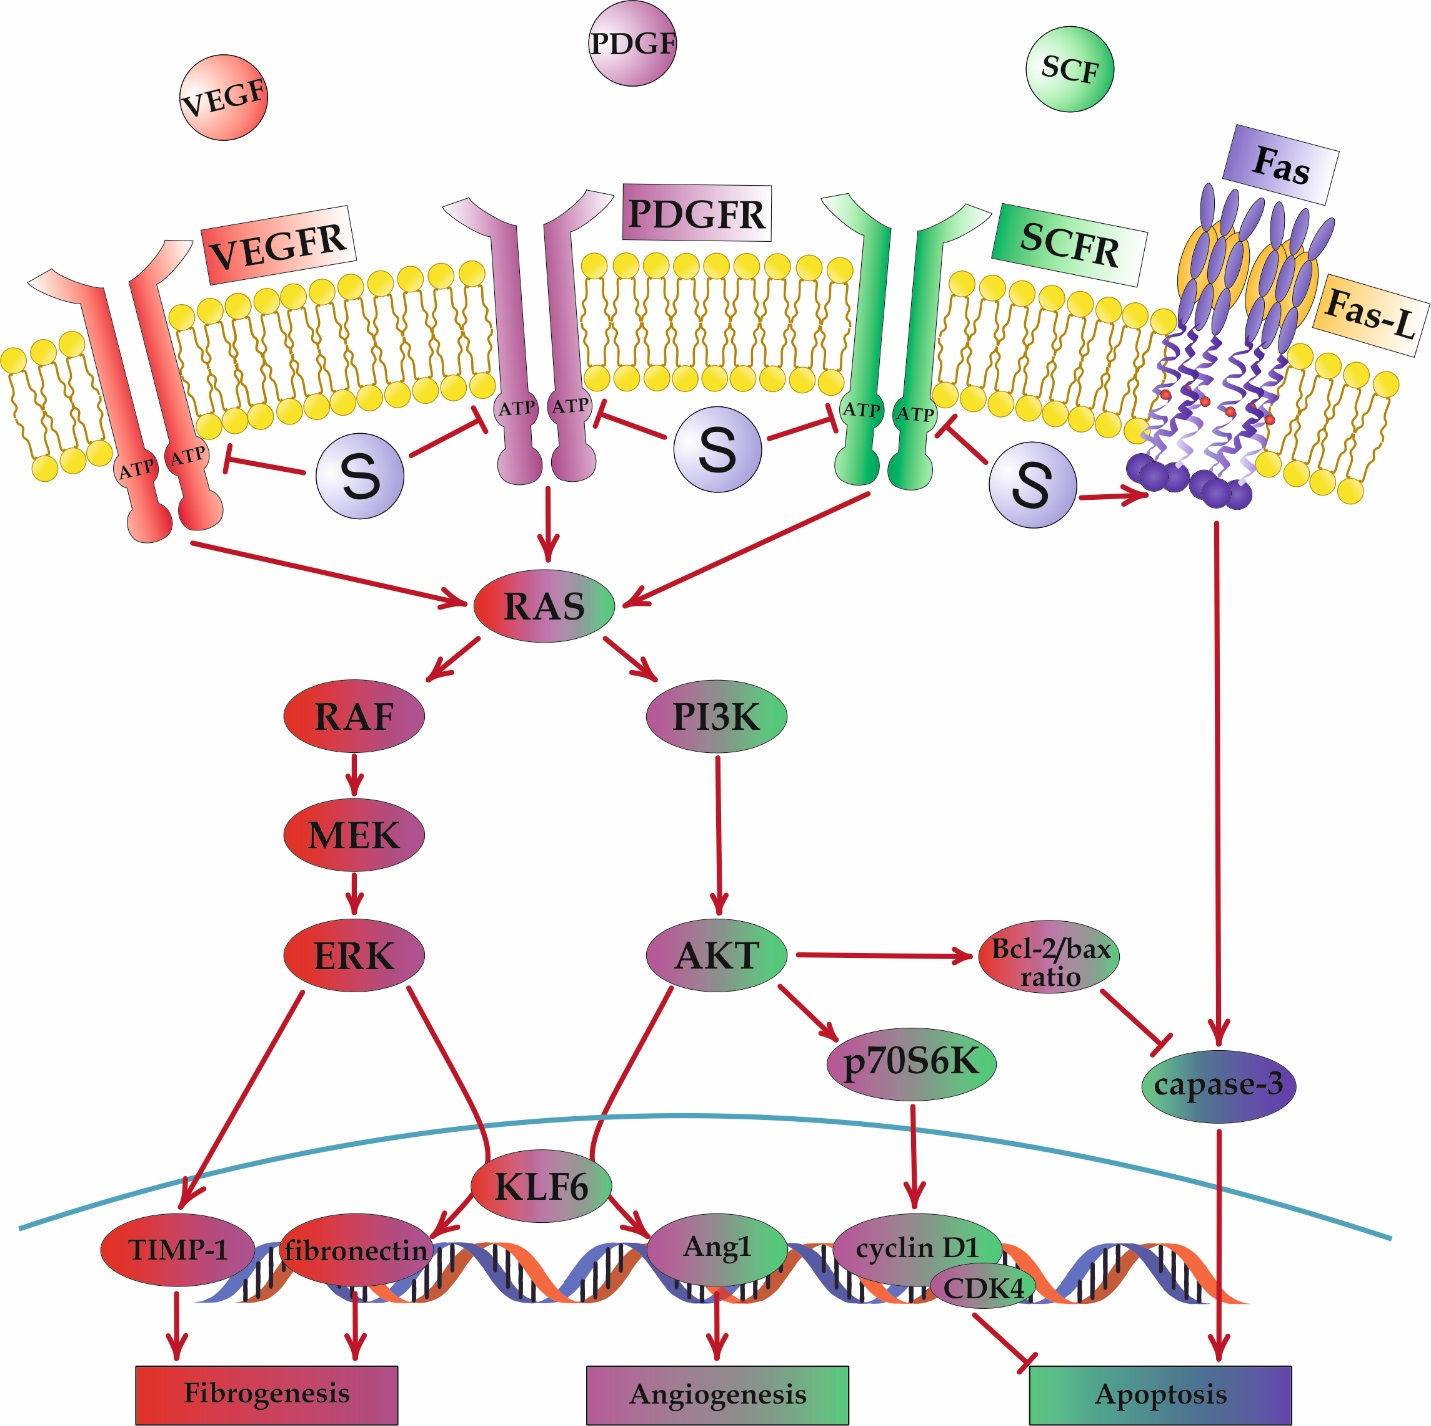 PDGF
SCF
VEGF
Fas
PDGFR
VEGFR
SCFR
Fas-L
ATP
ATP
ATP
ATP
ATP
ATP
S
S
S
RAS
RAF
PI3K
MEK
ERK
AKT
Bcl-2/bax
ratio
p70S6K
capase-3
KLF6
TIMP-1
fibronectin
Ang1
cyclin D1
CDK4
Fibrogenesis
Angiogenesis
Apoptosis